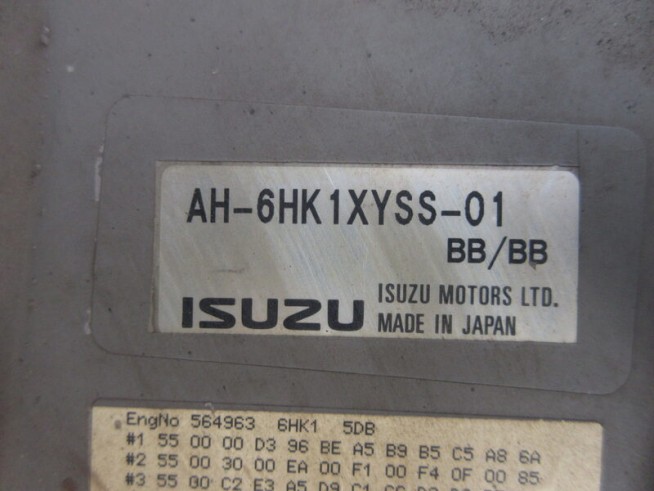 AH-6HK1XYSS-01
BB/BB
ISUZU
ISUZU MOTORS LTD.
MADE IN JAPAN
EngNo 564963 6HK1 5DB
#1 55 00 00 D3 96 BE A5 B9 B5 C5 A8 6A
#2 55 00 30 00 EA 00 F1 00 F4 0F 00 85
#3 55 00 C2 E3 A5 D9 C1